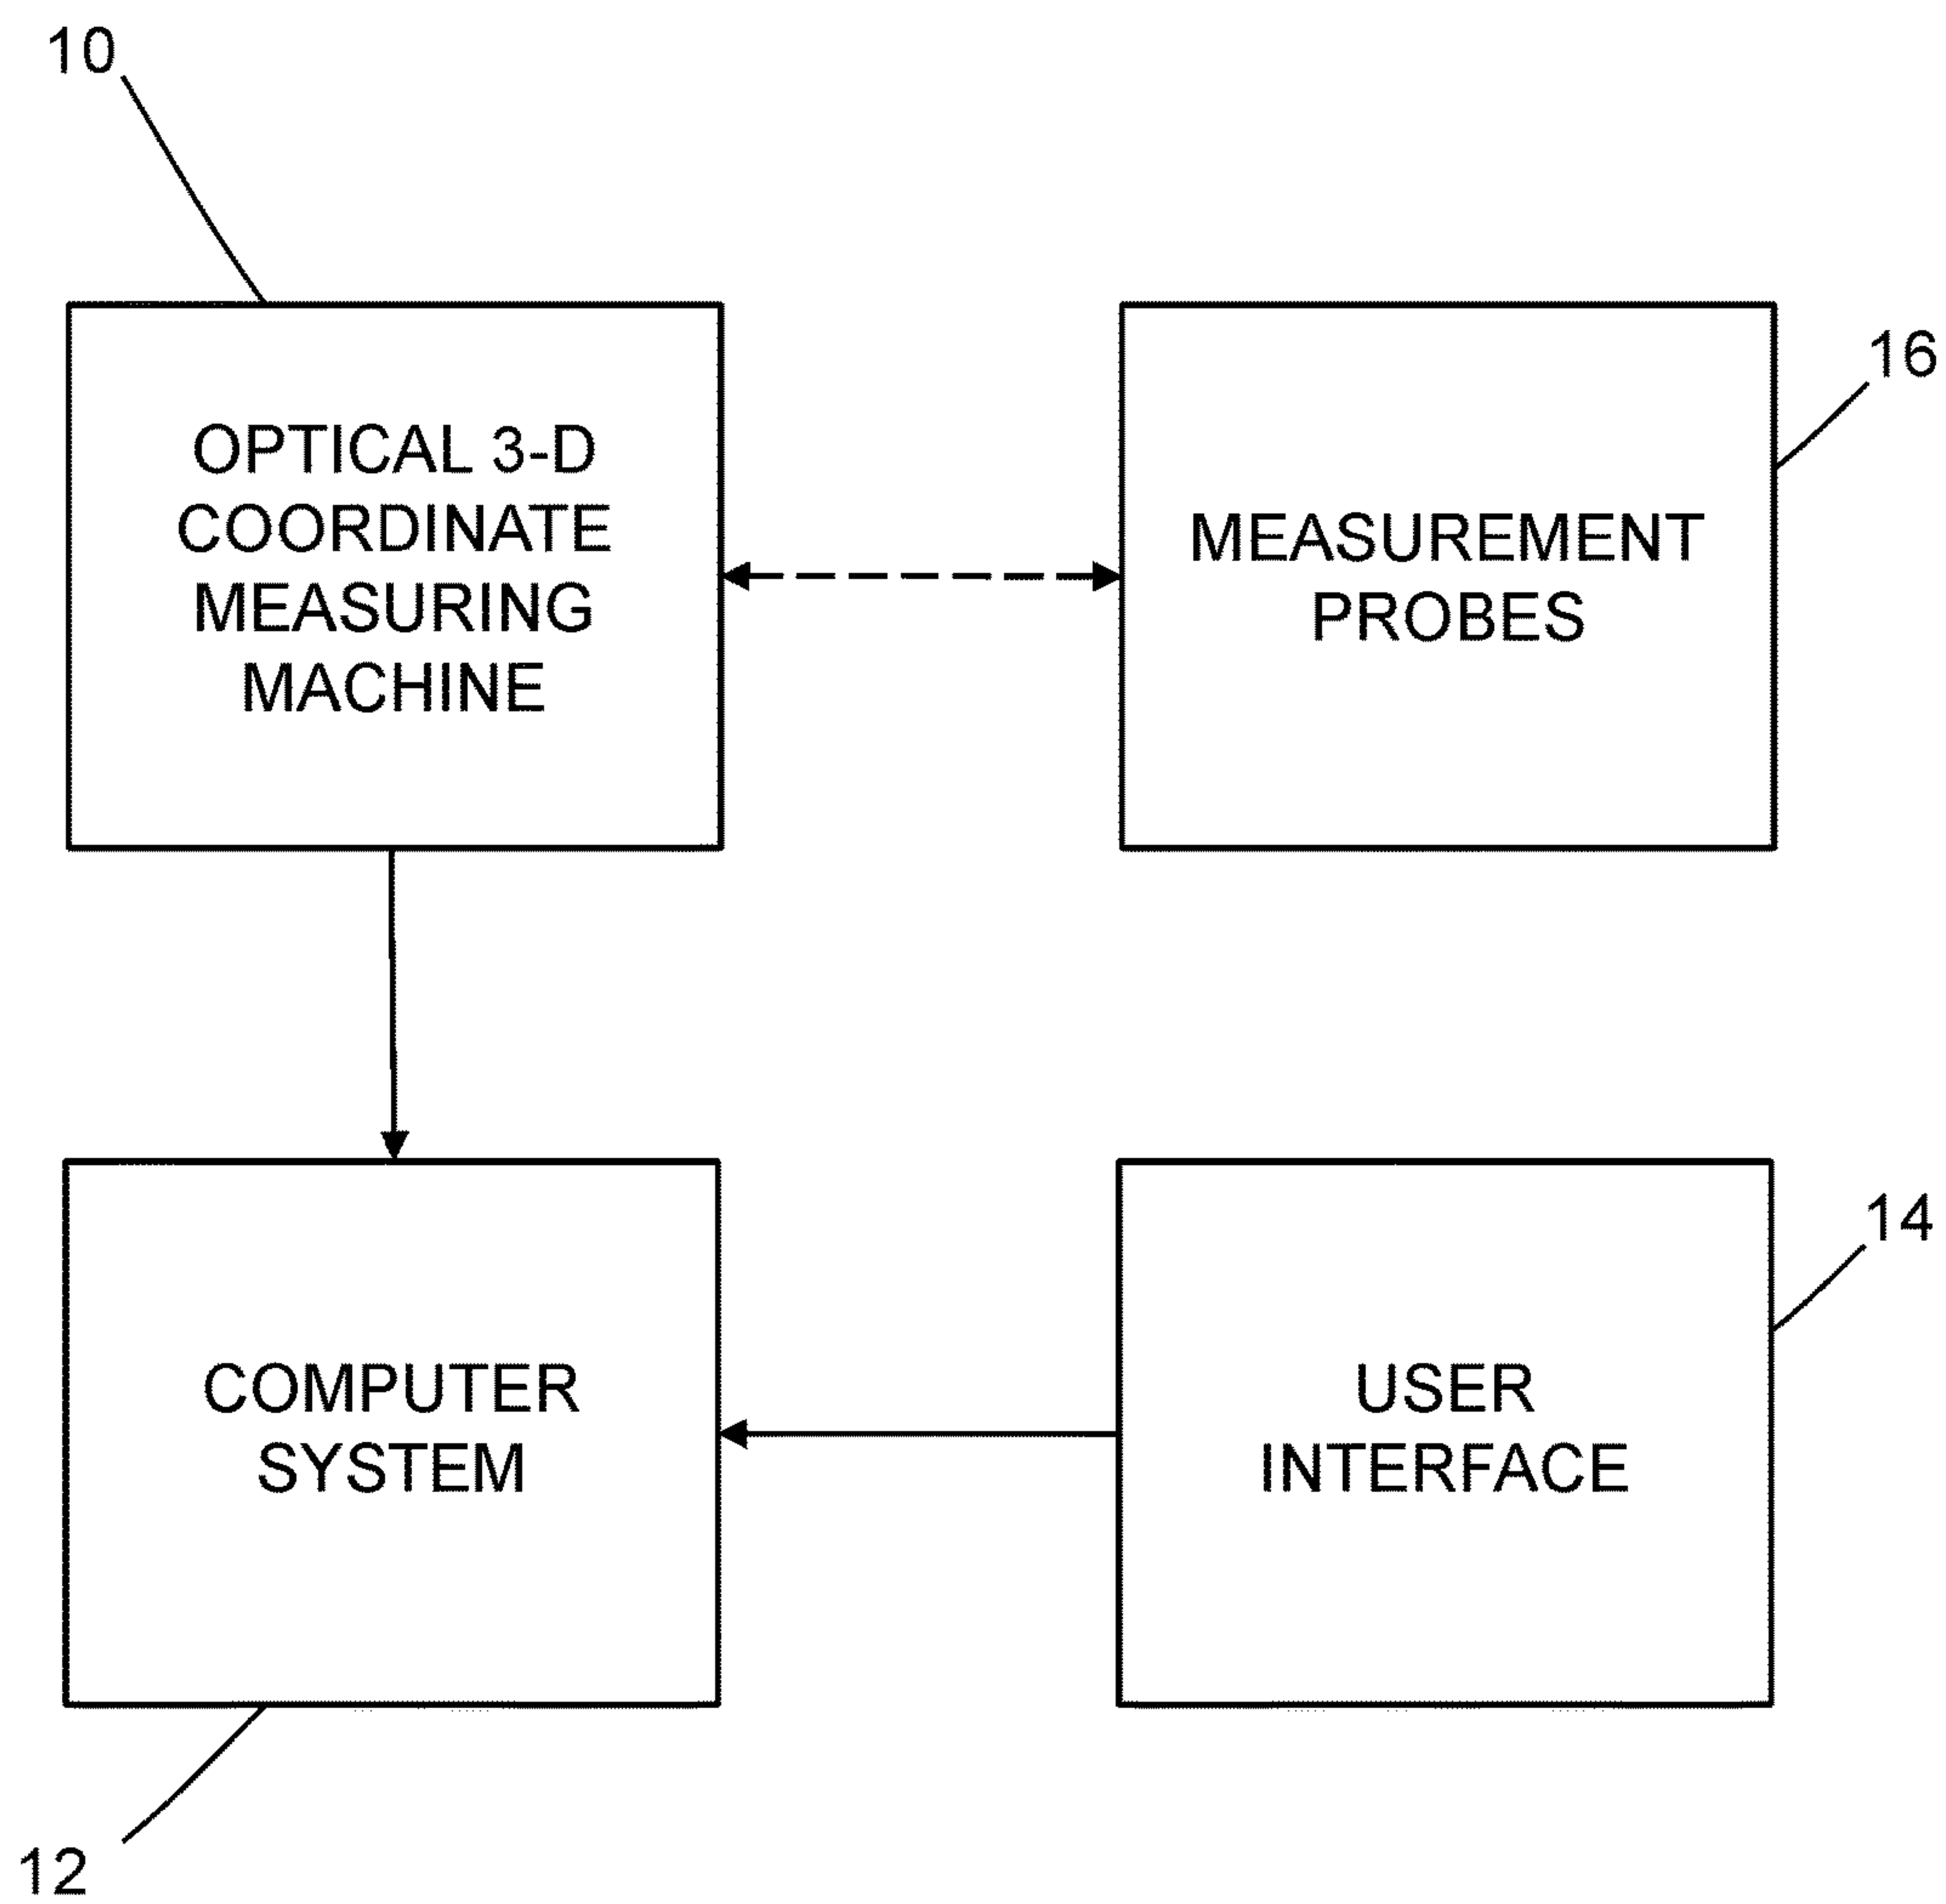 10
16
OPTICAL 3-D
COORDINATE
MEASURING
MACHINE
MEASUREMENT
PROBES
14
COMPUTER
SYSTEM
USER
INTERFACE
12